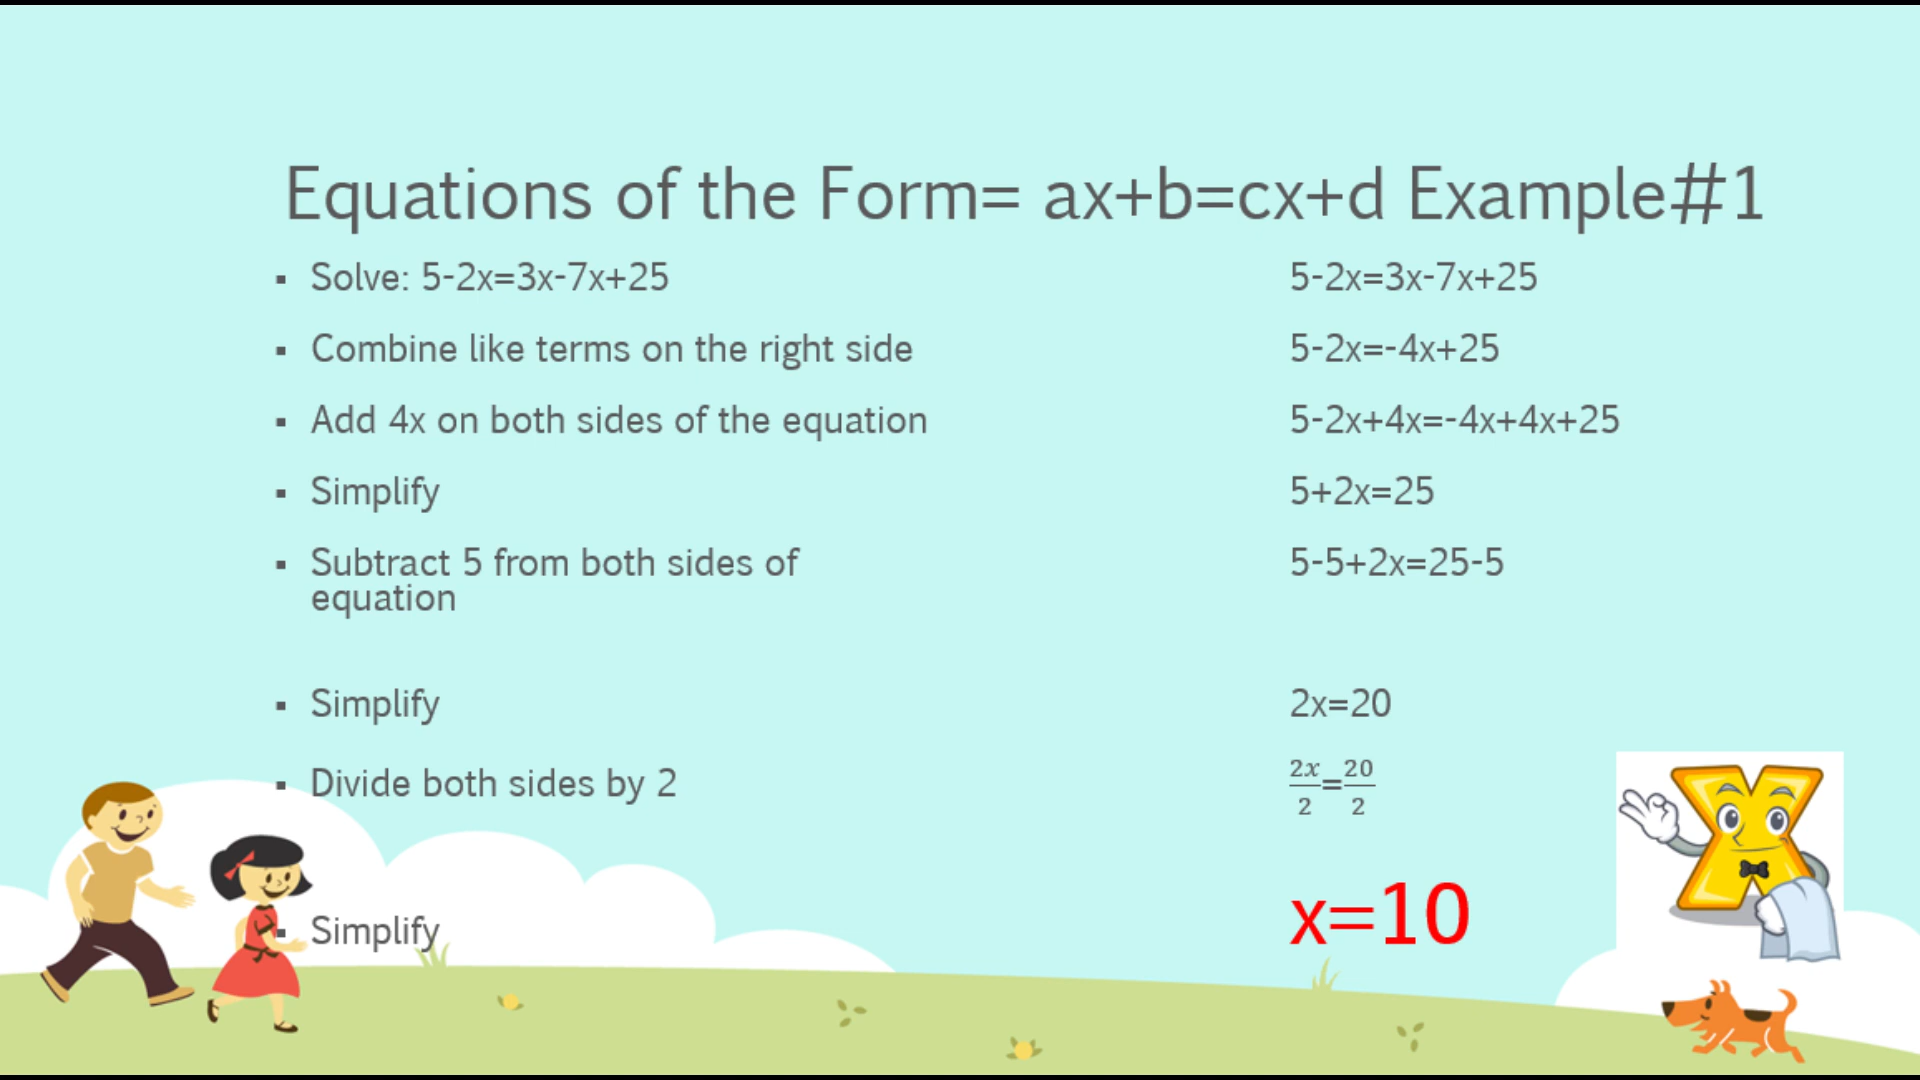 Equations of the Form= ax+b=cx+d Example#1
Solve: 5-2x=3x-7x+25 5-2x=3x-7x+25
Combine like terms on the right side 5-2x=-4x+25
Add 4x on both sides of the equation 5-2x+4x=-4x+4x+25
Simplify 5+2x=25
Subtract 5 from both sides of 5-5+2x=25-5
equation
Simplify 2x=20
Divide both sides by 2 2x/2=20/2
Simplify x=10
X